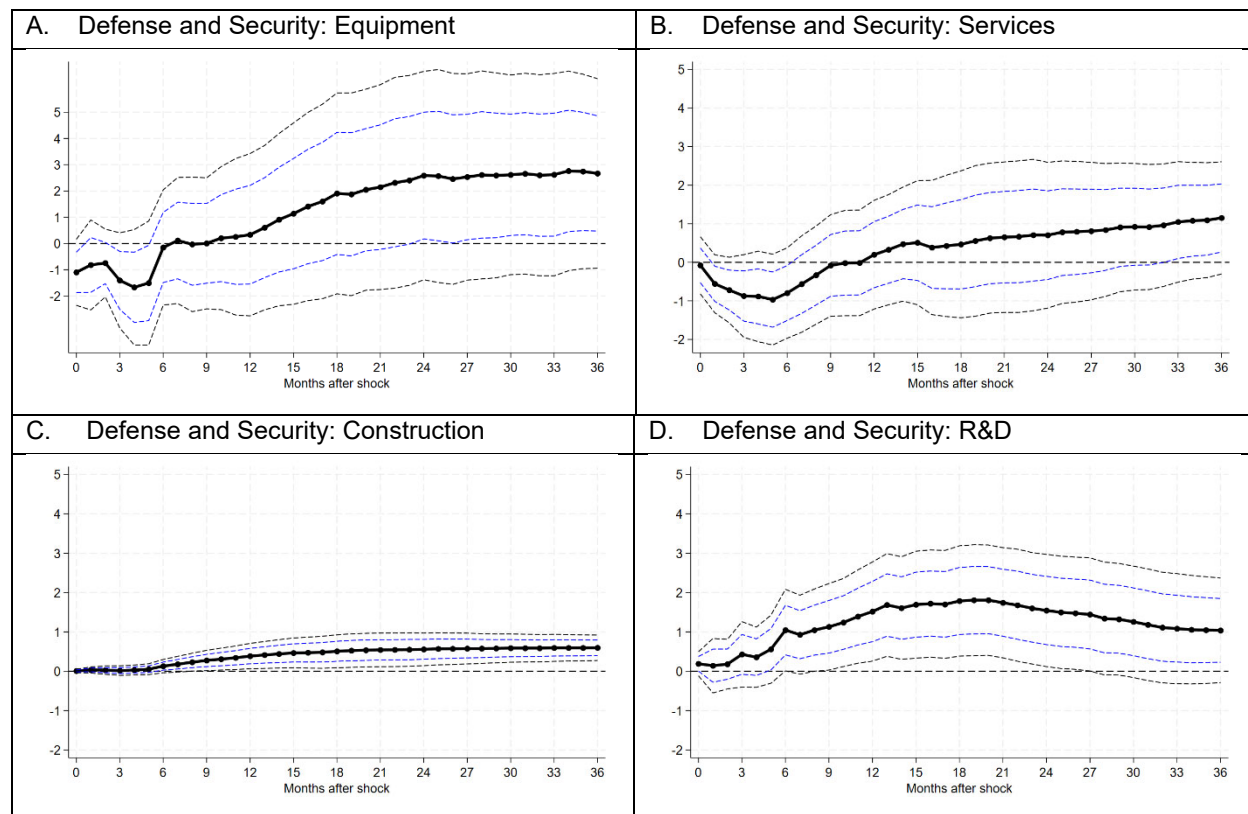 A. Defense and Security: Equipment
B. Defense and Security: Services
5
4
3
2
1
0
-1
-2
0 3 6 9 12 15 18 21 24 27 30 33 36
Months after shock
5
4
3
2
1
0
-1
-2
0 3 6 9 12 15 18 21 24 27 30 33 36
Months after shock
C. Defense and Security: Construction
D. Defense and Security: R&D
5
4
3
2
1
0
-1
-2
0 3 6 9 12 15 18 21 24 27 30 33 36
Months after shock
5
4
3
2
1
0
-1
-2
0 3 6 9 12 15 18 21 24 27 30 33 36
Months after shock